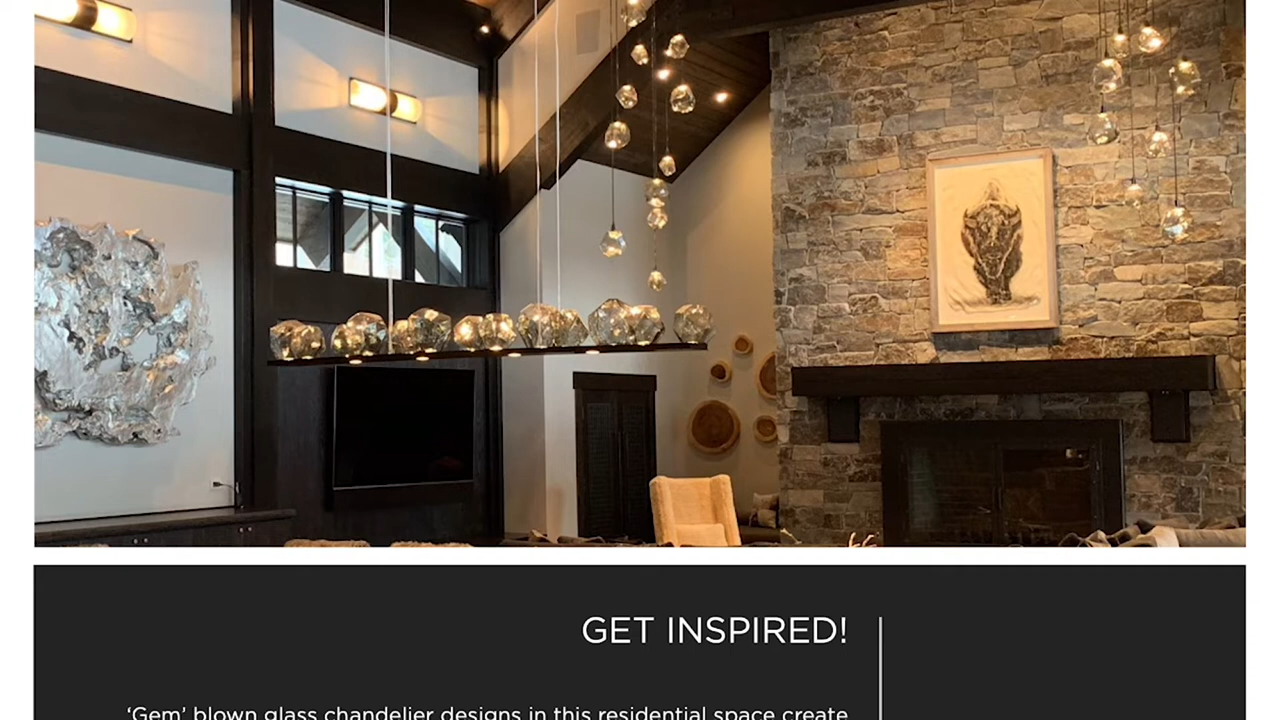 GET INSPIRED!
‘Gem’ blown glass chandelier designs in this residential space create